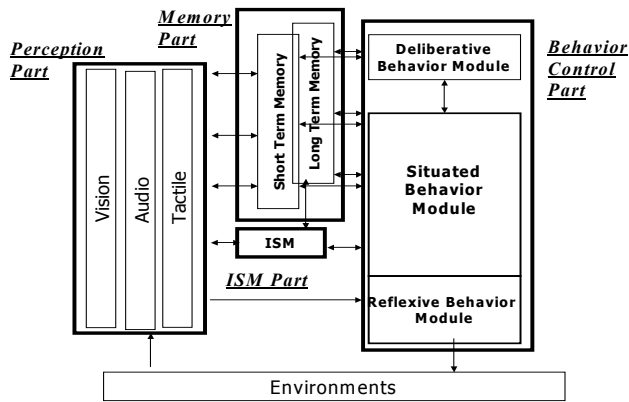 Memory
Part
Perception
Part
Behavior
Control
Part
Deliberative
Behavior Module
Short Term Memory
Long Term Memory
Vision
Audio
Tactile
Situated
Behavior
Module
ISM
ISM Part
Reflexive Behavior
Module
Environments